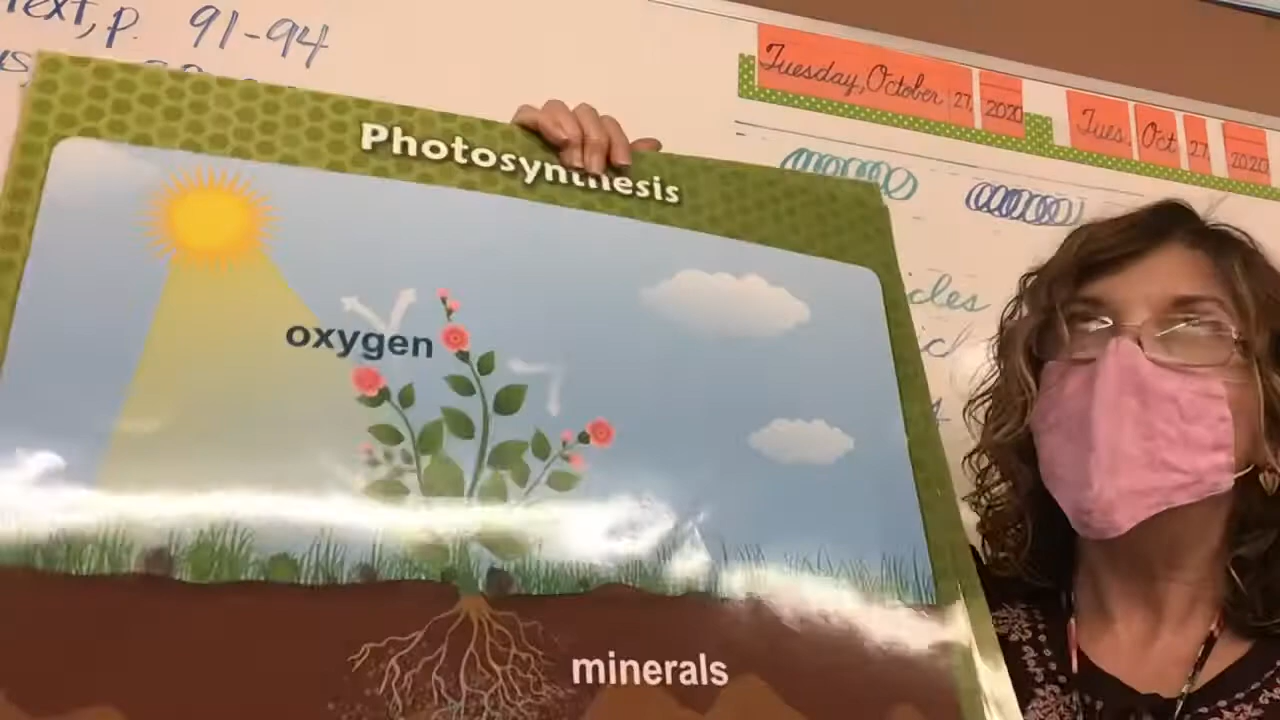 Text, p. 91-94
Tuesday, October 27, 2020
Tues, Oct 27, 2020
Photosynthesis
oxygen
minerals